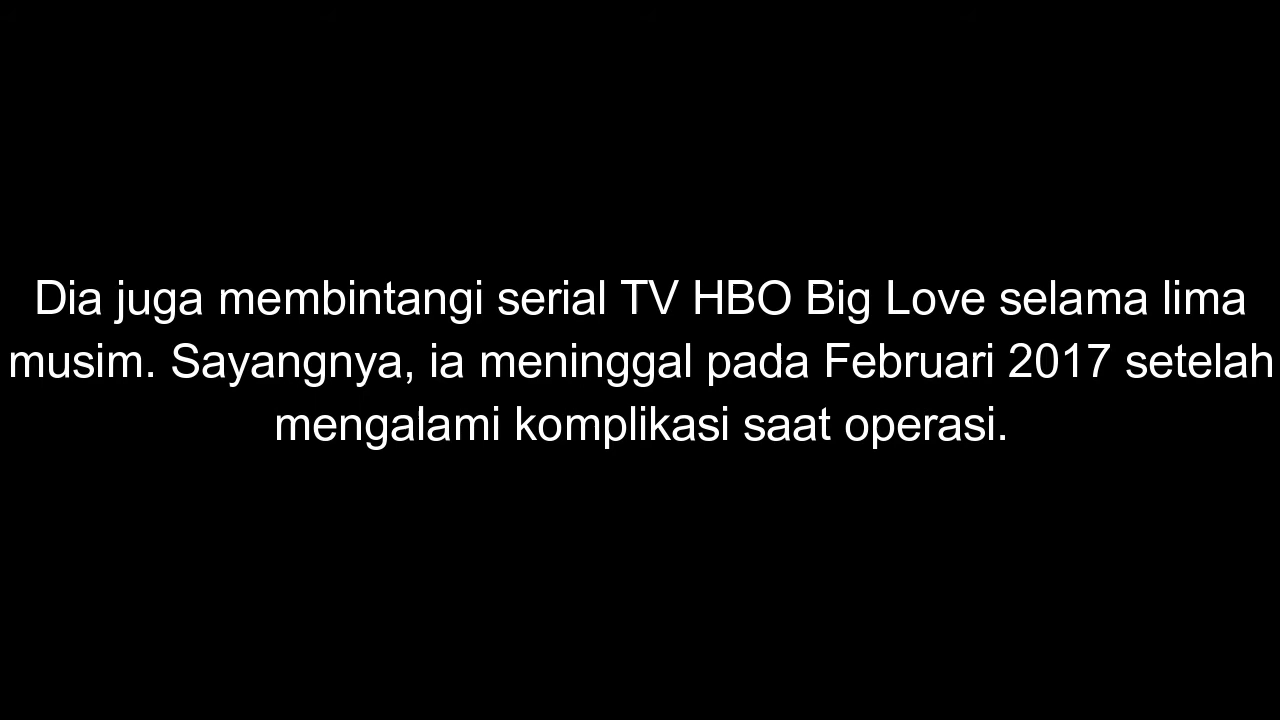 Dia juga membintangi serial TV HBO Big Love selama lima
musim. Sayangnya, ia meninggal pada Februari 2017 setelah
mengalami komplikasi saat operasi.